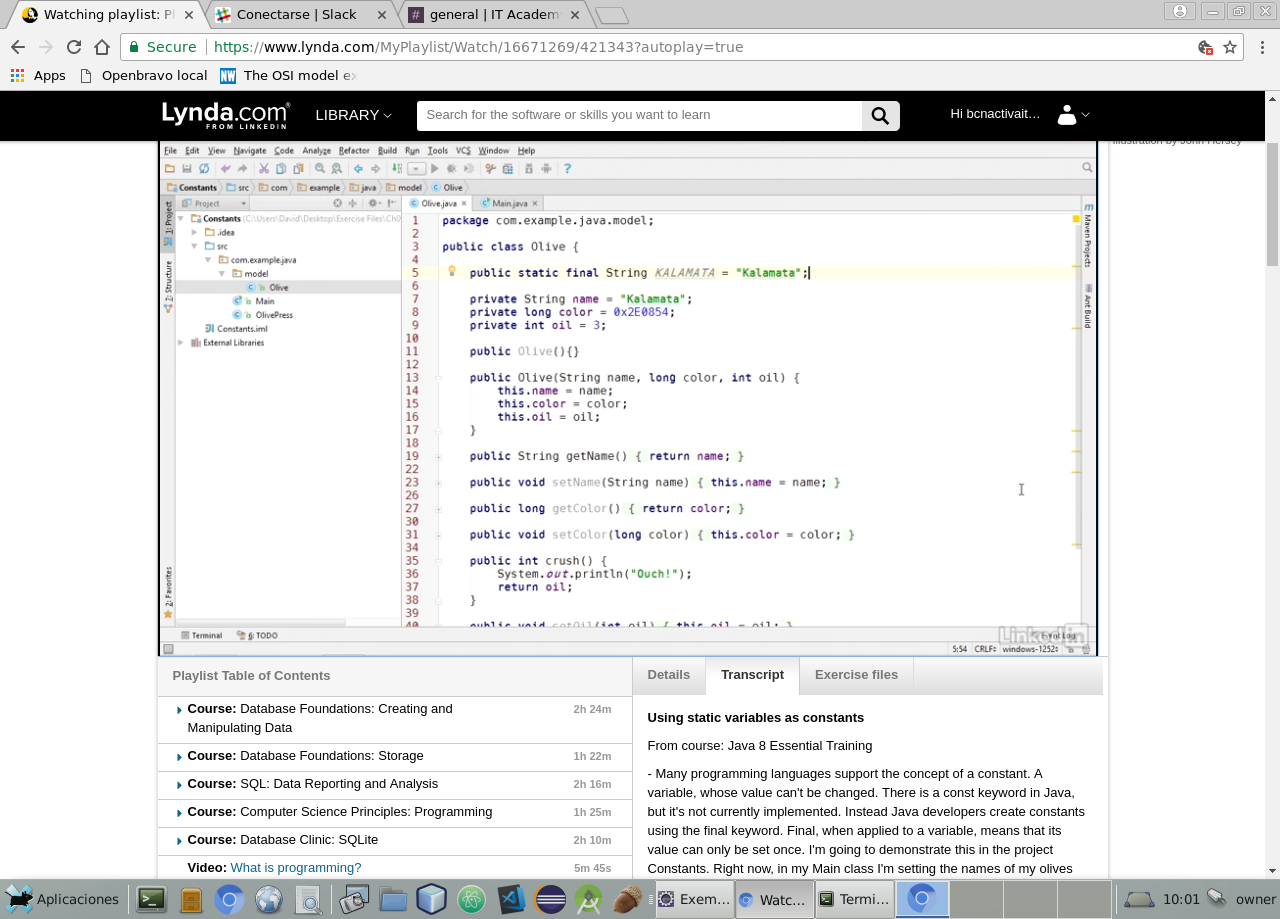 Watching playlist: Pl
Conectarse | Slack
general | IT Academ
Secure
https://www.lynda.com/MyPlaylist/Watch/16671269/421343?autoplay=true
Apps
Openbravo local
The OSI model ex
Lynda.com
FROM LINKEDIN
LIBRARY
Search for the software or skills you want to learn
Hi bcnactivait...
Illustration by John Hersey
File Edit View Navigate Code Analyze Refactor Build Run Tools VCS Window Help
Constants src com example java model Olive
Project
Olive.java
Main.java
Constants (C:\Users\David\Desktop\Exercise Files\Ch0
.idea
src
com.example.java
model
Olive
Main
OlivePress
Constants.iml
External Libraries
1: Project
2: Structure
2: Favorites
Maven Projects
Ant Build
1 package com.example.java.model;
2
3 public class Olive {
4
5 public static final String KALAMATA = "Kalamata";
6
7 private String name = "Kalamata";
8 private long color = 0x2E0854;
9 private int oil = 3;
10
11 public Olive(){}
12
13 public Olive(String name, long color, int oil) {
14 this.name = name;
15 this.color = color;
16 this.oil = oil;
17 }
18
19 public String getName() { return name; }
22
23 public void setName(String name) { this.name = name; }
26
27 public long getColor() { return color; }
30
31 public void setColor(long color) { this.color = color; }
34
35 public int crush() {
36 System.out.println("Ouch!");
37 return oil;
38 }
39
40 public void setOil(int oil) { this.oil = oil; }
Terminal
6: TODO
Event Log
LinkedIn
5:54 CRLF windows-1252
Playlist Table of Contents
Course: Database Foundations: Creating and Manipulating Data 2h 24m
Course: Database Foundations: Storage 1h 22m
Course: SQL: Data Reporting and Analysis 2h 16m
Course: Computer Science Principles: Programming 1h 25m
Course: Database Clinic: SQLite 2h 10m
Video: What is programming? 5m 45s
Details
Transcript
Exercise files
Using static variables as constants
From course: Java 8 Essential Training
- Many programming languages support the concept of a constant. A
variable, whose value can't be changed. There is a const keyword in Java,
but it's not currently implemented. Instead Java developers create constants
using the final keyword. Final, when applied to a variable, means that its
value can only be set once. I'm going to demonstrate this in the project
Constants. Right now, in my Main class I'm setting the names of my olives
Aplicaciones
Exem...
Watc...
Termi...
10:01
owner